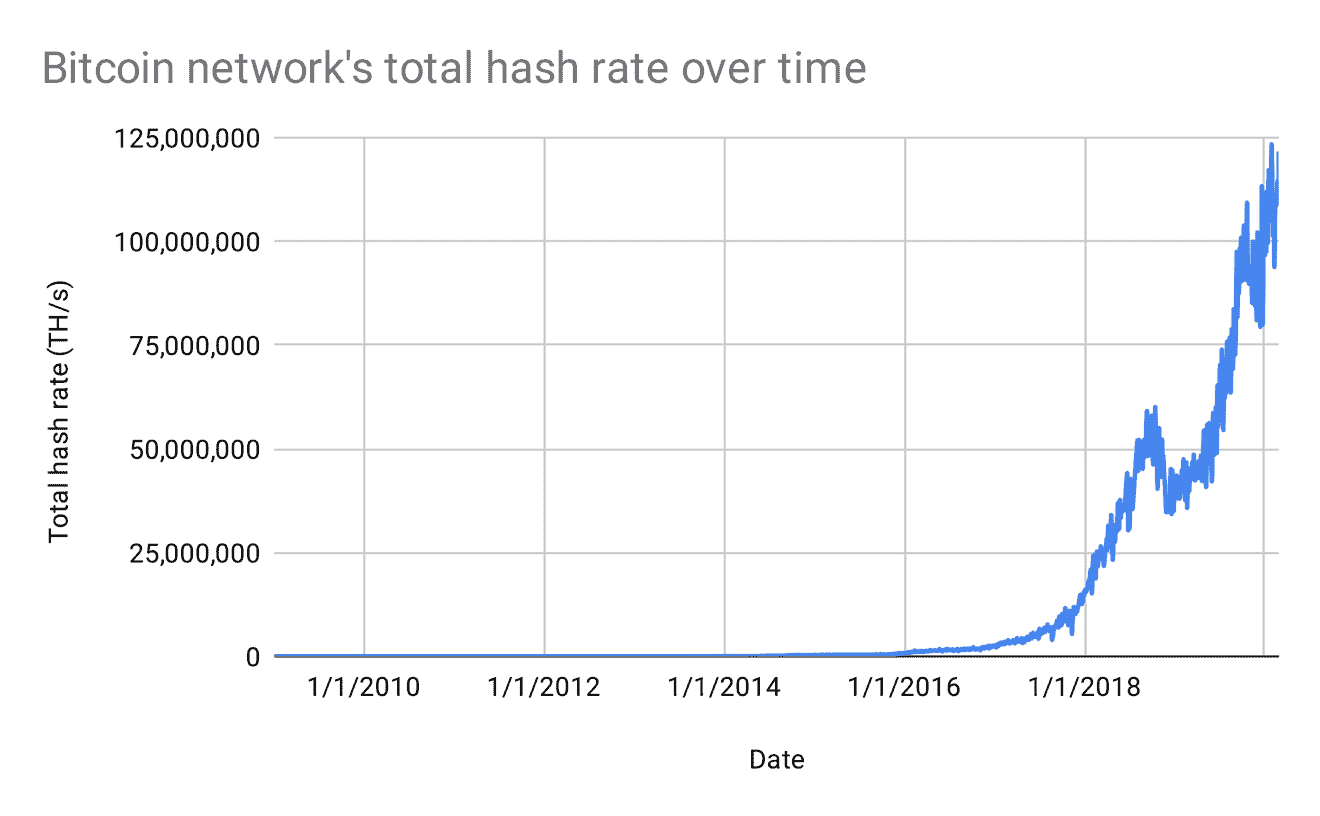 Bitcoin network's total hash rate over time
Total hash rate (TH/s)
125,000,000
100,000,000
75,000,000
50,000,000
25,000,000
0
1/1/2010 1/1/2012 1/1/2014 1/1/2016 1/1/2018
Date